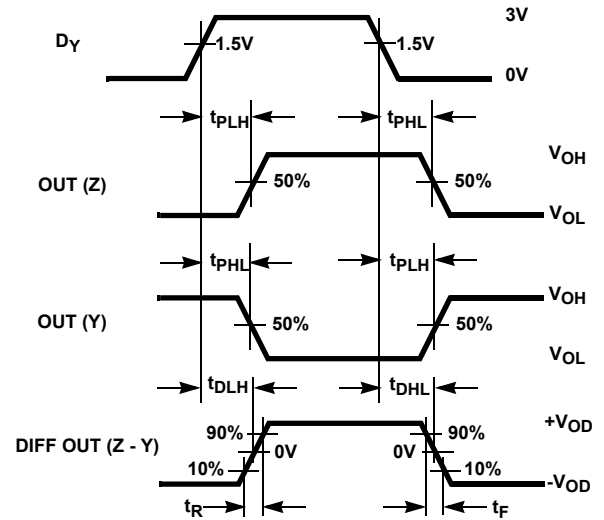 3V
DY
1.5V
1.5V
0V
tPLH
tPHL
VOH
OUT (Z)
50%
50%
VOL
tPHL
tPLH
VOH
OUT (Y)
50%
50%
VOL
tDLH
tDHL
+VOD
90%
90%
DIFF OUT (Z - Y)
0V
0V
10%
10%
-VOD
tR
tF